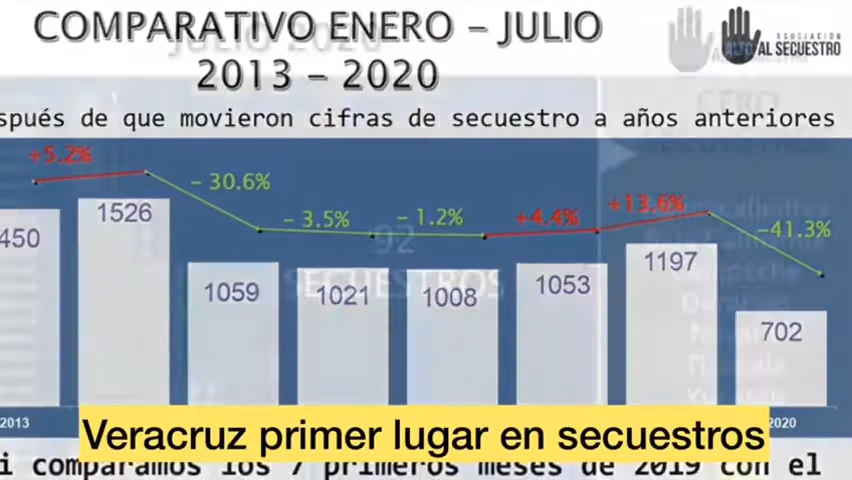 COMPARATIVO ENERO – JULIO
2013 – 2020
ASOCIACIÓN
ALTO AL SECUESTRO
spués de que movieron cifras de secuestro a años anteriores
+5.2%
- 30.6%
- 3.5%
- 1.2%
+4.4%
+13.6%
-41.3%
450
1526
1059
1021
1008
1053
1197
702
2013
2020
Veracruz primer lugar en secuestros
i comparamos los 7 primeros meses de 2019 con el